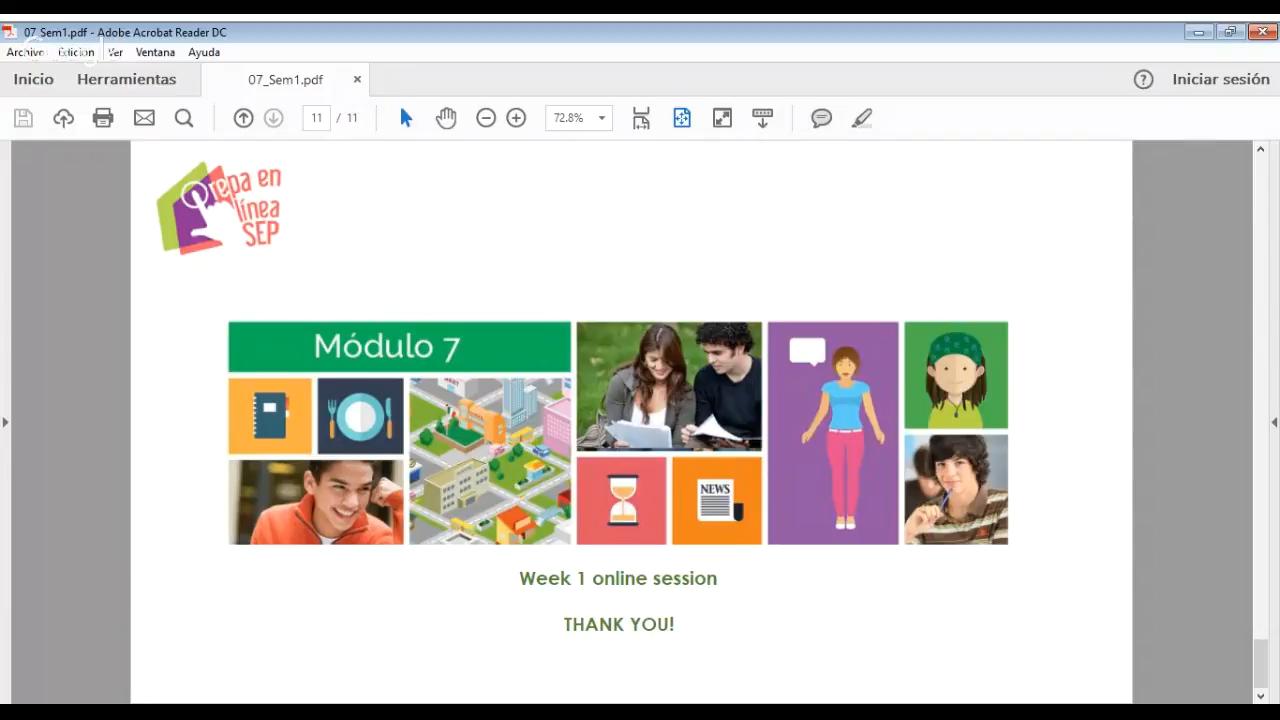 07_Sem1.pdf - Adobe Acrobat Reader DC
Archivo Edición Ver Ventana Ayuda
Inicio Herramientas 07_Sem1.pdf Iniciar sesión
11 / 11 72.8%
Prepa en
línea
SEP
Módulo 7
NEWS
Week 1 online session
THANK YOU!